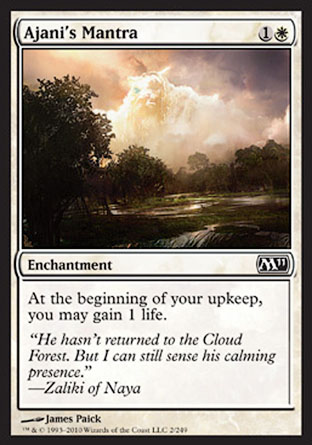 Ajani's Mantra 1
Enchantment M11
At the beginning of your upkeep,
you may gain 1 life.
"He hasn't returned to the Cloud
Forest. But I can still sense his calming
presence."
—Zaliki of Naya
James Paick
™ & © 1993–2010 Wizards of the Coast LLC 2/249